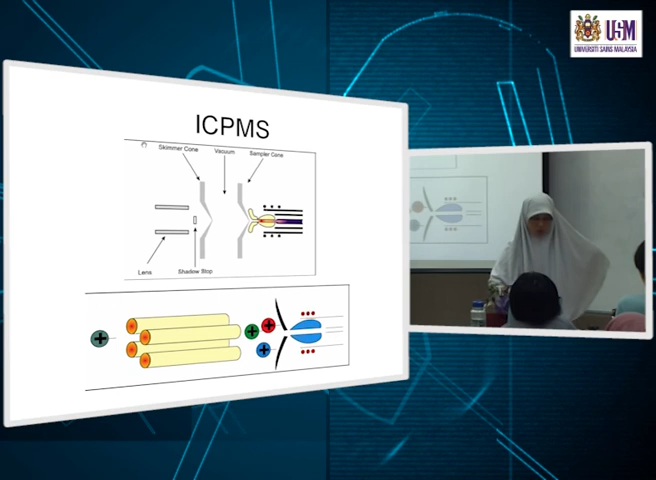 USM
UNIVERSITI SAINS MALAYSIA
ICPMS
Skimmer Cone
Vacuum
Sampler Cone
Lens
Shadow Stop